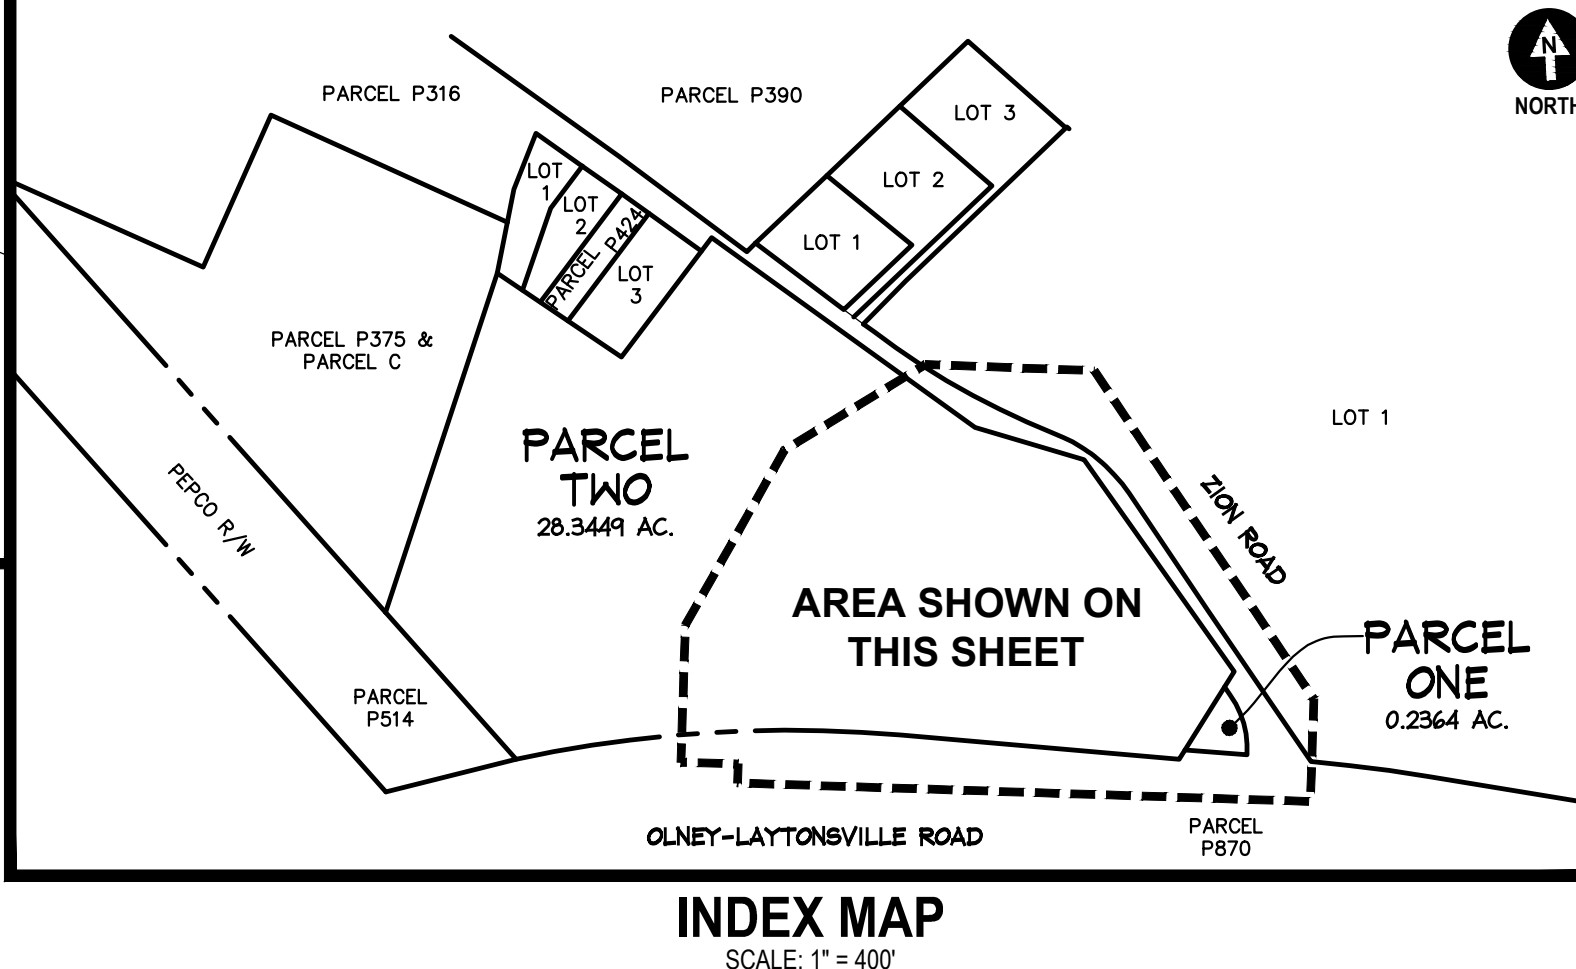 N
NORTH
PARCEL P316
PARCEL P390
LOT 3
LOT 2
LOT 1
LOT
1
LOT
2
PARCEL P424
LOT
3
PARCEL P375 &
PARCEL C
LOT 1
PARCEL
TWO
28.3449 AC.
PEPCO R/W
ZION ROAD
AREA SHOWN ON
THIS SHEET
PARCEL
ONE
0.2364 AC.
PARCEL
P514
OLNEY-LAYTONSVILLE ROAD
PARCEL
P870
INDEX MAP
SCALE: 1" = 400'